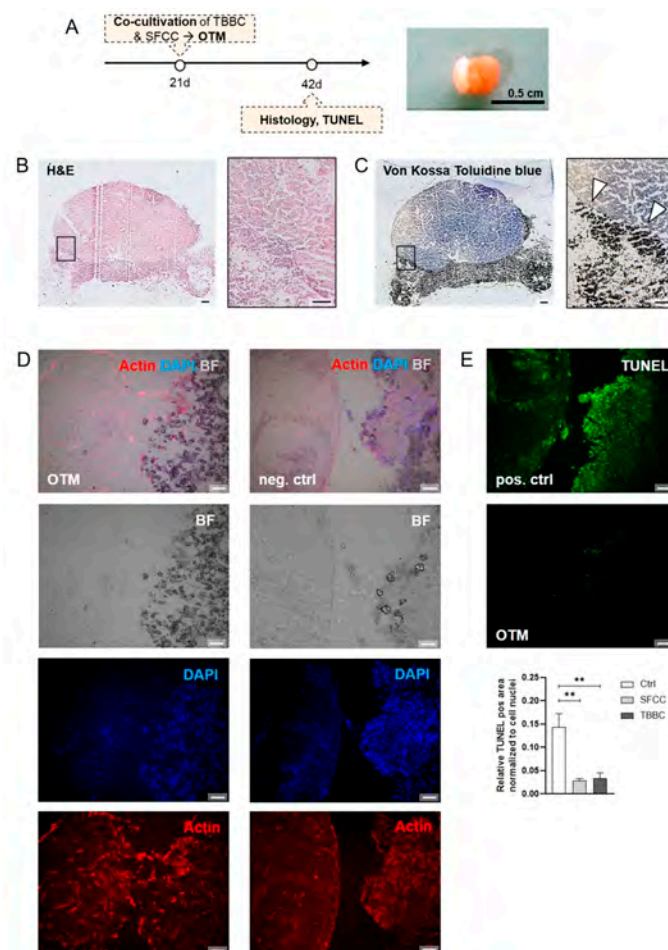 A
Co-cultivation of TBBC
& SFCC → OTM
21d
42d
Histology, TUNEL
0.5 cm
B
H&E
C
Von Kossa Toluidine blue
D
Actin DAPI BF
OTM
Actin DAPI BF
neg. ctrl
BF
BF
DAPI
DAPI
Actin
Actin
E
TUNEL
pos. ctrl
OTM
Relative TUNEL pos area
normalized to cell nuclei
0.25
0.20
0.15
0.10
0.05
0.00
**
**
Ctrl
SFCC
TBBC